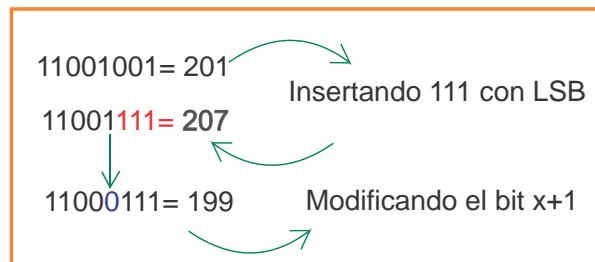 11001001= 201
Insertando 111 con LSB
11001111= 207
11000111= 199
Modificando el bit x+1